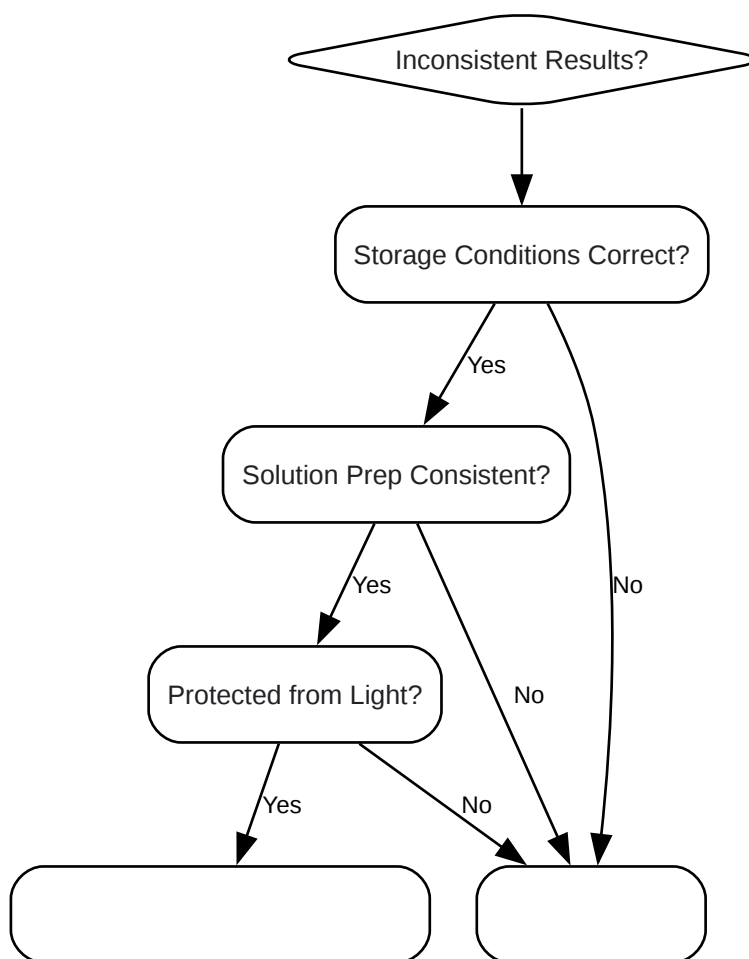 Inconsistent Results?
Storage Conditions Correct?
Yes
Solution Prep Consistent?
Yes
No
Protected from Light?
No
Yes
No